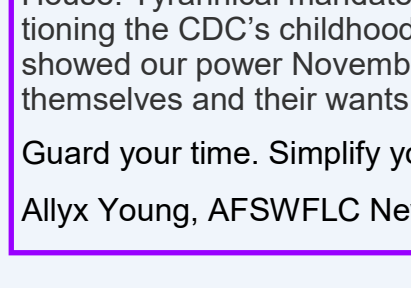 House! Tyrannical mandat
tioning the CDC’s childhood
showed our power Novemb
themselves and their wants
Guard your time. Simplify yo
Allyx Young, AFSWFLC Ne